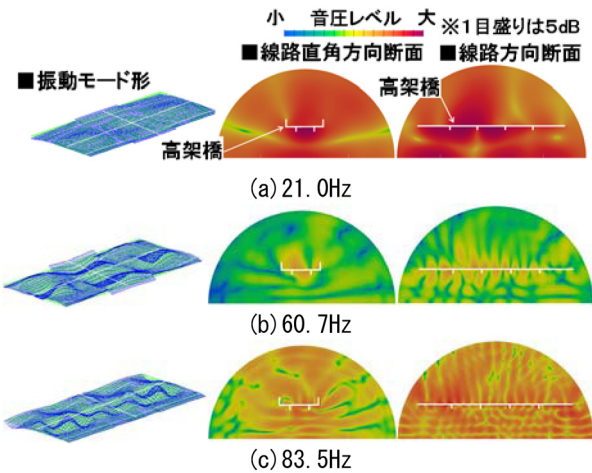 小 音圧レベル 大 ※1目盛りは5dB
■線路直角方向断面 ■線路方向断面
■振動モード形
高架橋
高架橋
(a) 21.0Hz
(b) 60.7Hz
(c) 83.5Hz